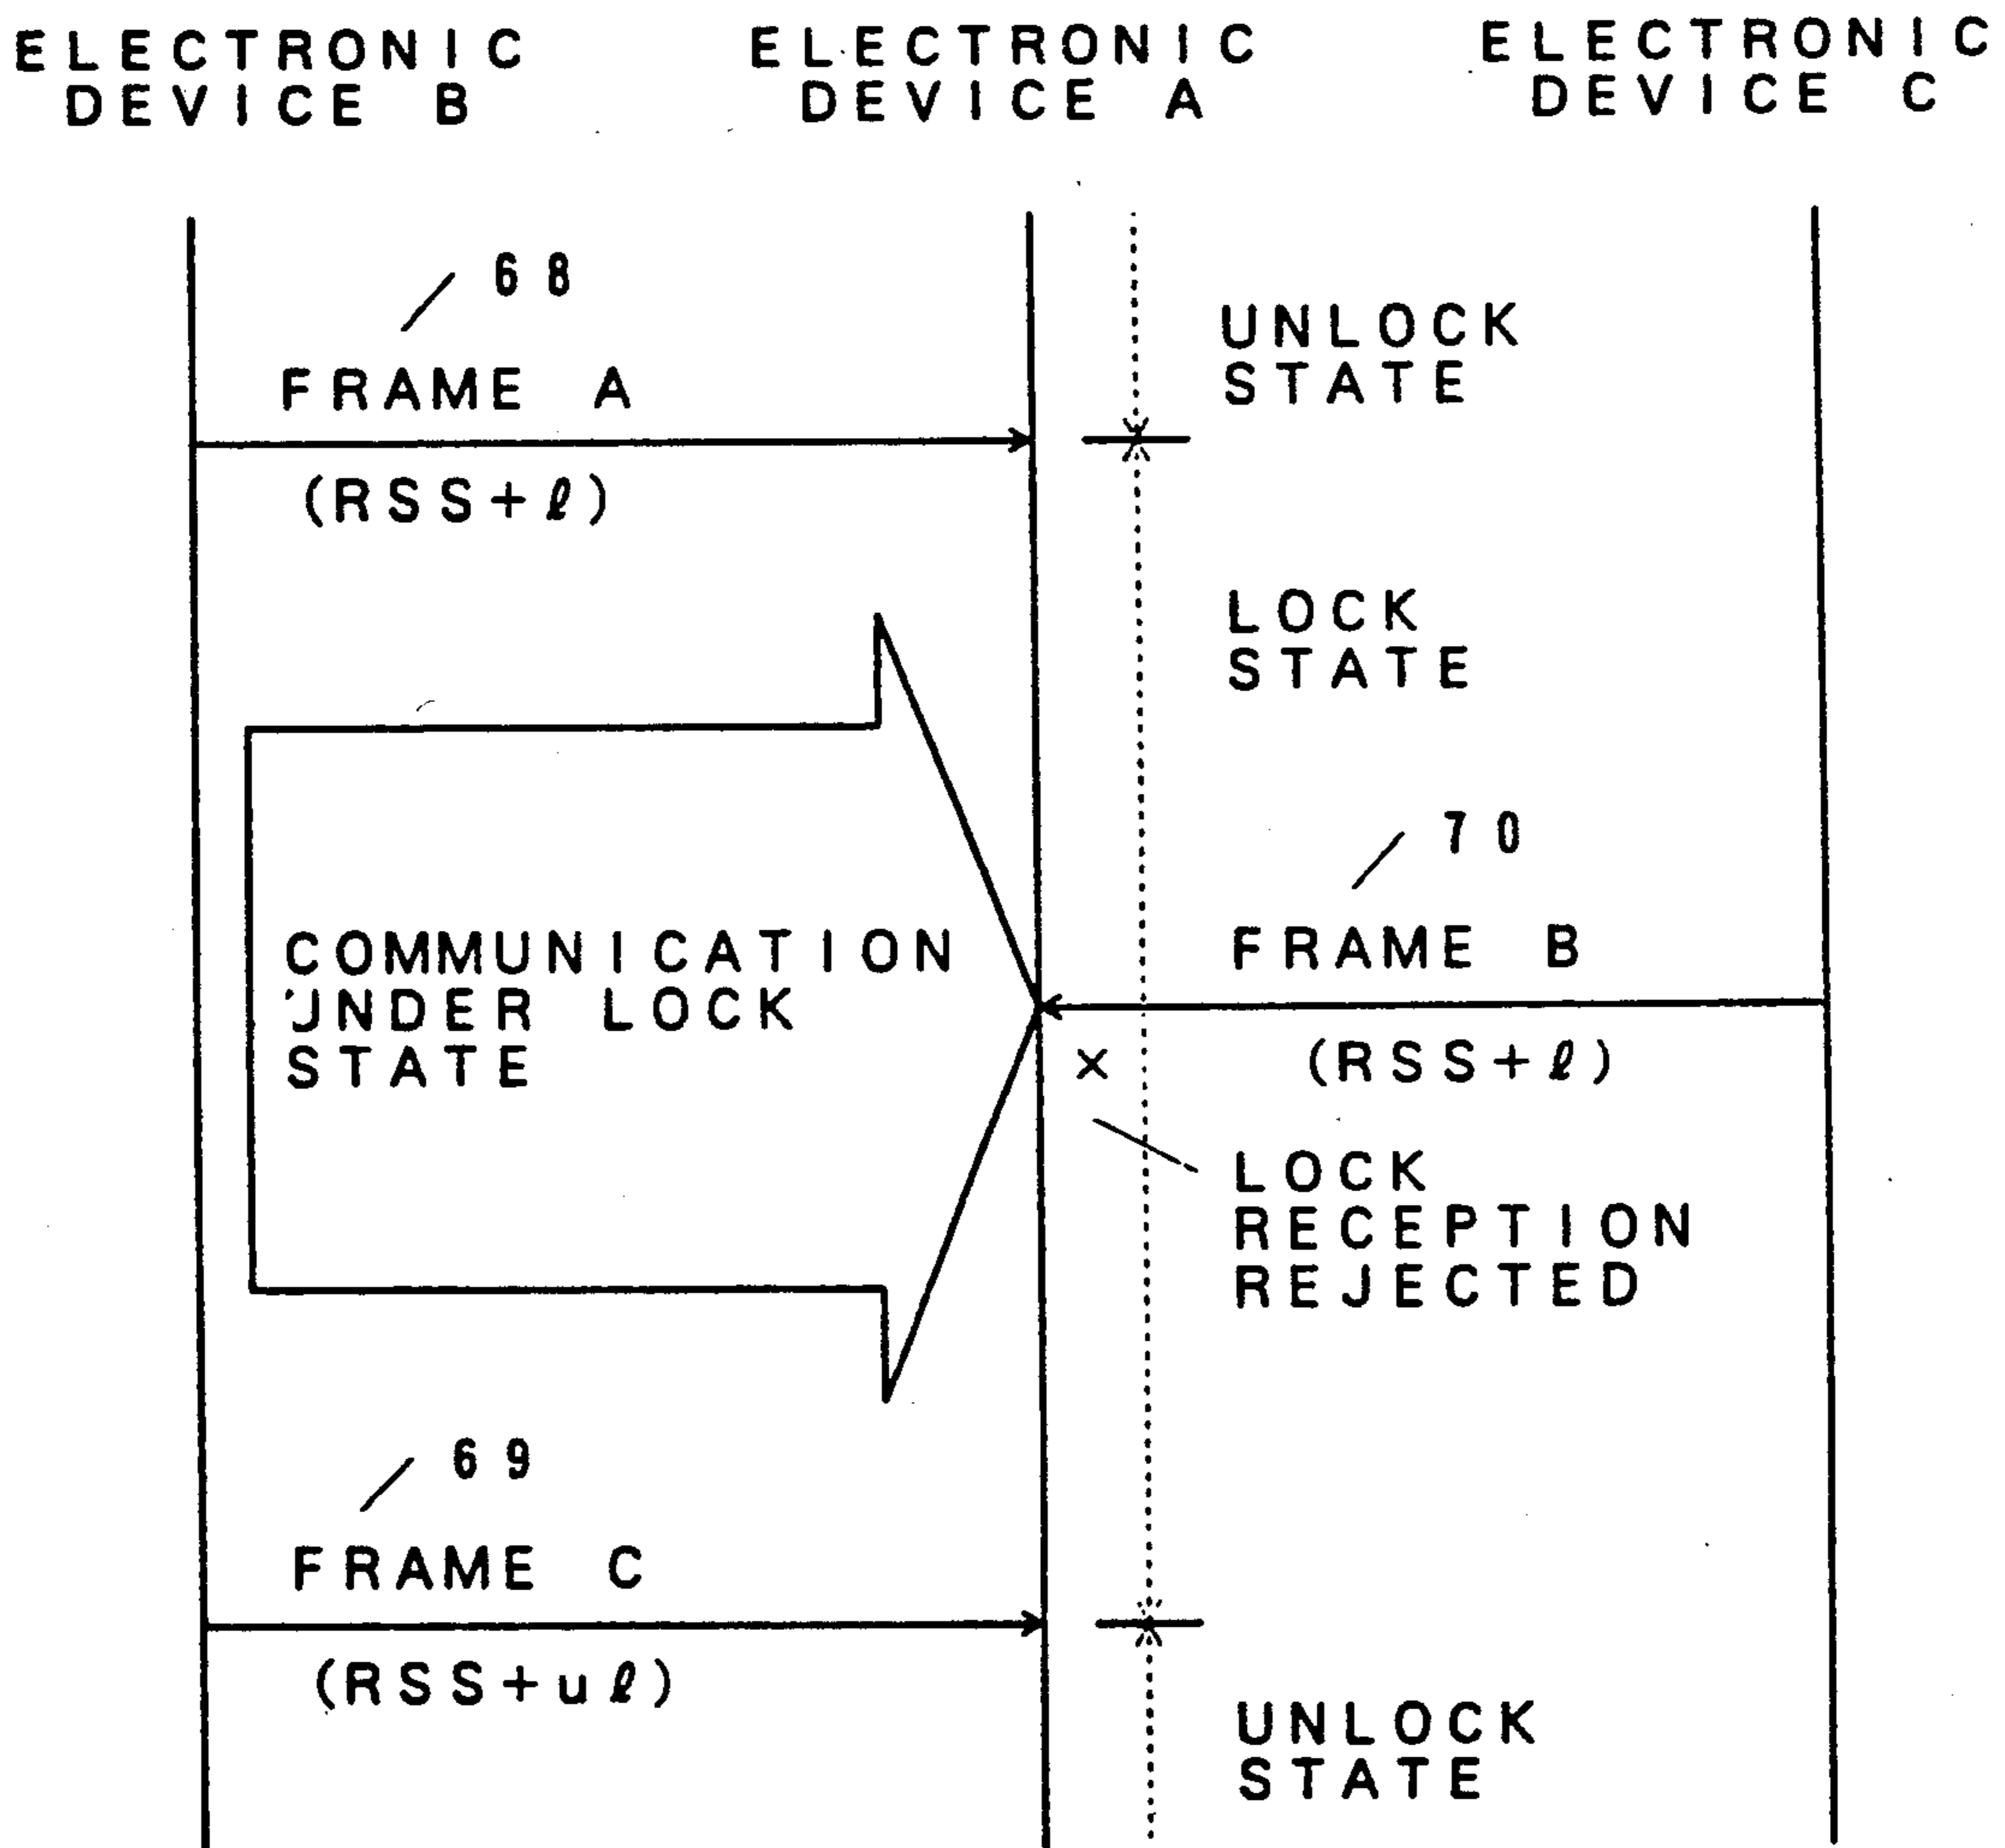 ELECTRONIC
DEVICE B
ELECTRONIC
DEVICE A
ELECTRONIC
DEVICE C
68
FRAME A
(RSS+ℓ)
UNLOCK
STATE
LOCK
STATE
70
FRAME B
(RSS+ℓ)
COMMUNICATION
UNDER LOCK
STATE
×
LOCK
RECEPTION
REJECTED
69
FRAME C
(RSS+uℓ)
UNLOCK
STATE